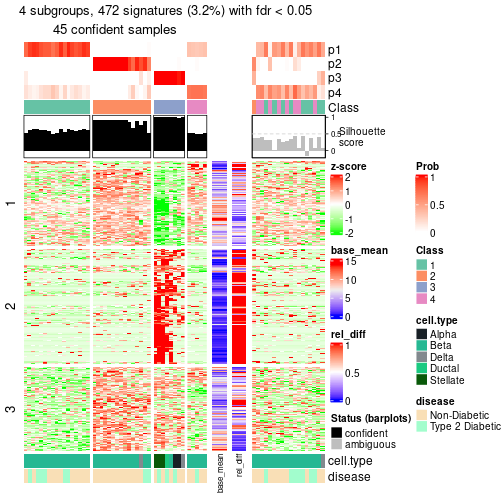 4 subgroups, 472 signatures (3.2%) with fdr < 0.05
45 confident samples
p1
p2
p3
p4
Class
1
0.5
0
Silhouette
score
1
2
3
z-score
2
1
0
-1
-2
base_mean
15
10
5
0
rel_diff
1
0.5
0
Status (barplots)
confident
ambiguous
Prob
1
0.5
0
Class
1
2
3
4
cell.type
Alpha
Beta
Delta
Ductal
Stellate
disease
Non-Diabetic
Type 2 Diabetic
cell.type
disease
base_mean
rel_diff